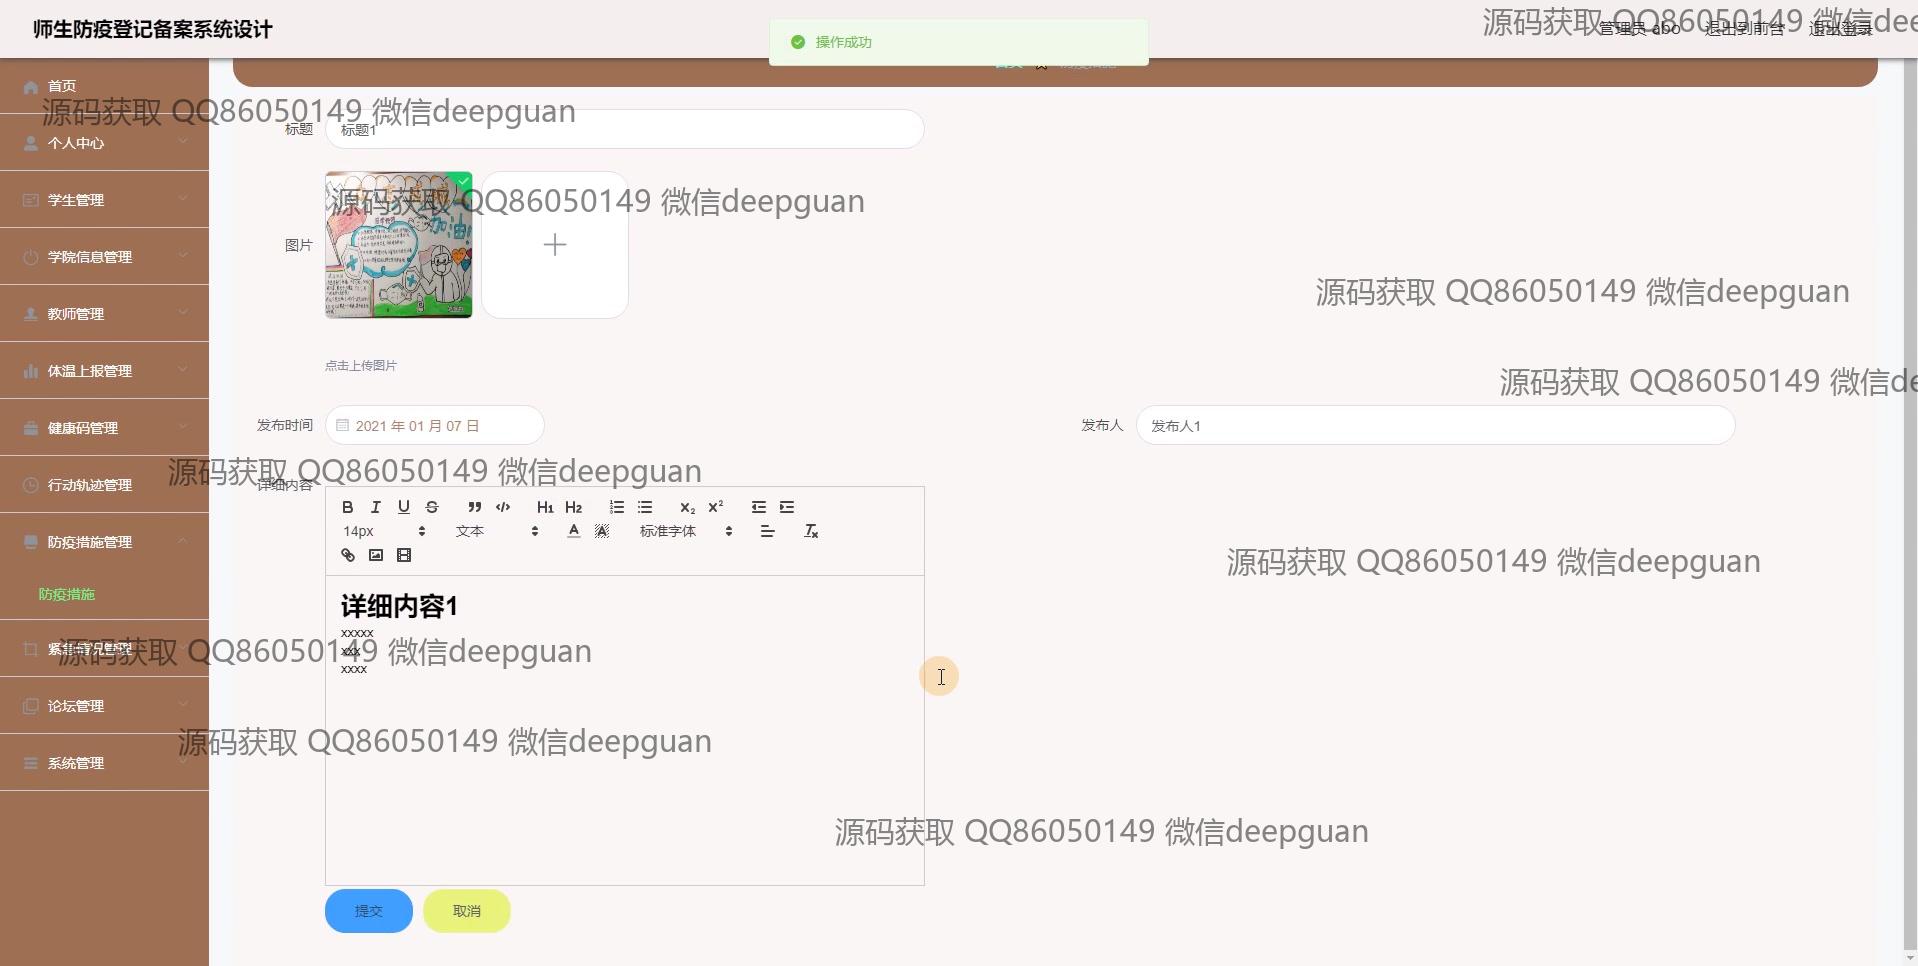 师生防疫登记备案系统设计
操作成功
源码获取 QQ86050149 微信dee
管理员 abo 退出到前台 退出登录
首页
源码获取 QQ86050149 微信deepguan
标题 标题1
个人中心
学生管理
源码获取 QQ86050149 微信deepguan
加油
图片
学院信息管理
源码获取 QQ86050149 微信deepguan
教师管理
点击上传图片
体温上报管理
源码获取 QQ86050149 微信de
发布时间 2021 年 01 月 07 日
发布人 发布人1
健康码管理
源码获取 QQ86050149 微信deepguan
行动轨迹管理
详细内容
B I U S H1 H2 X2 X2
14px 文本 A A 标准字体 Tx
防疫措施管理
源码获取 QQ86050149 微信deepguan
防疫措施
详细内容1
xxxxx
xxx
xxxx
紧急情况管理
源码获取 QQ86050149 微信deepguan
论坛管理
源码获取 QQ86050149 微信deepguan
系统管理
源码获取 QQ86050149 微信deepguan
提交 取消